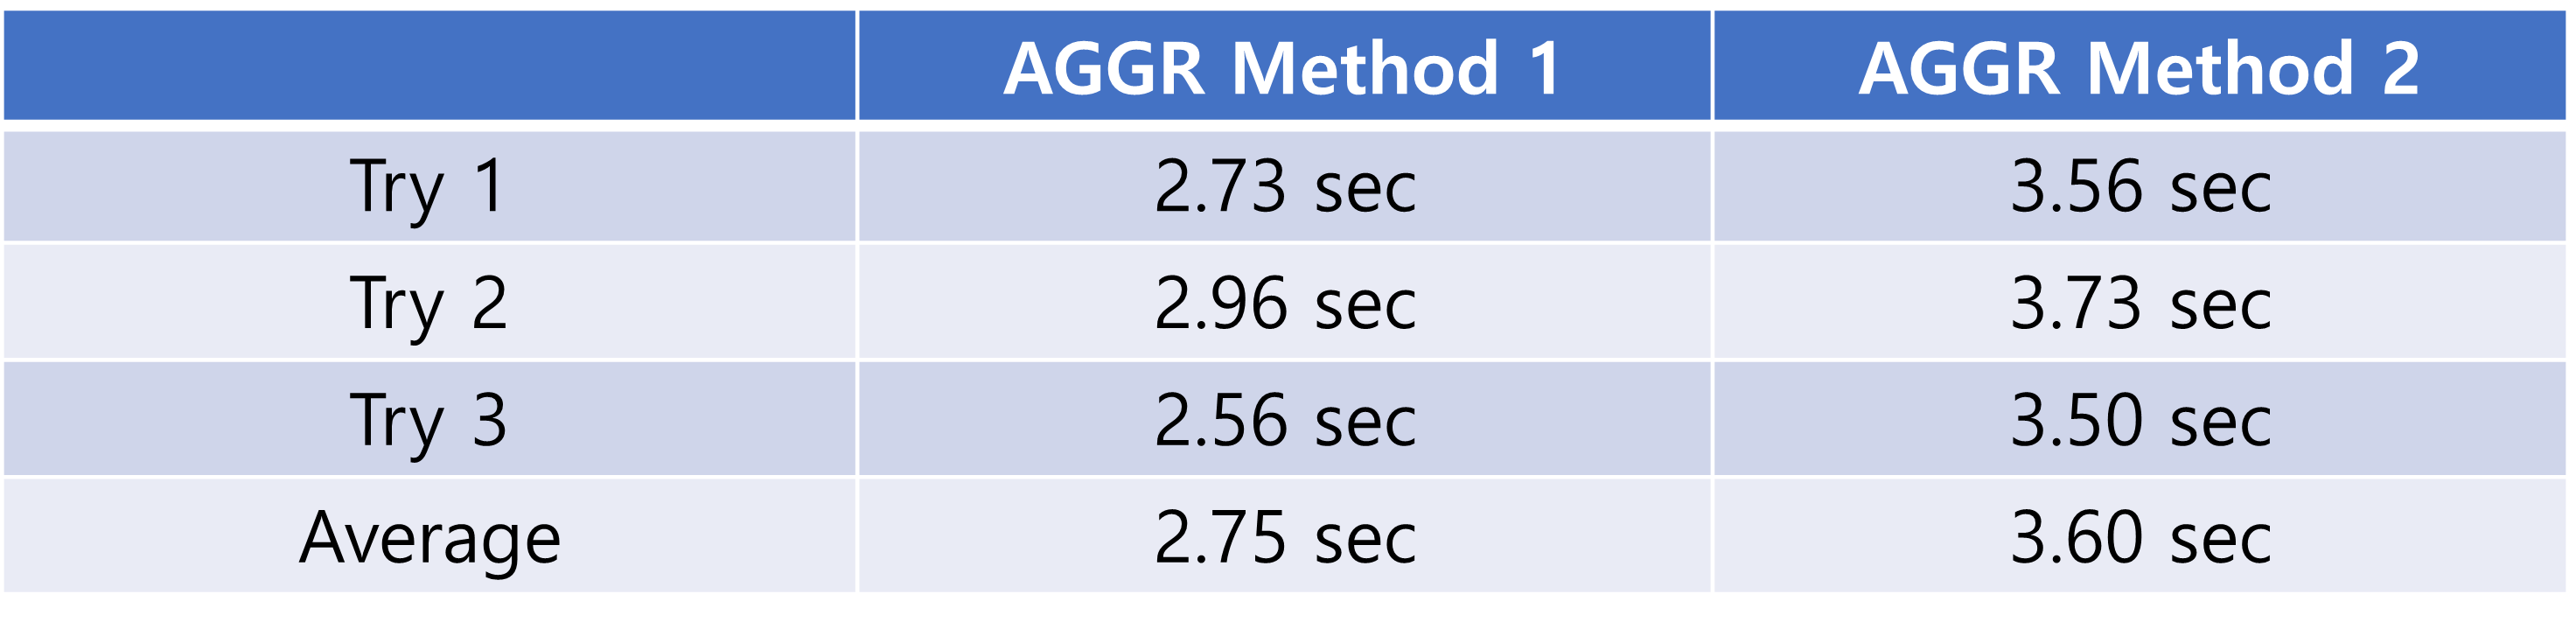 AGGR Method 1 AGGR Method 2
Try 1 2.73 sec 3.56 sec
Try 2 2.96 sec 3.73 sec
Try 3 2.56 sec 3.50 sec
Average 2.75 sec 3.60 sec